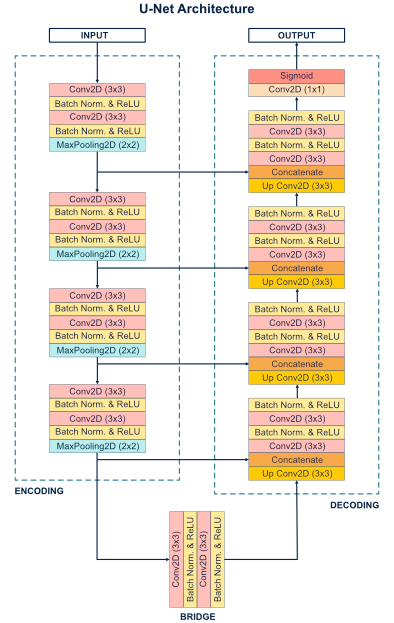 U-Net Architecture
INPUT
Conv2D (3x3)
Batch Norm. & ReLU
Conv2D (3x3)
Batch Norm. & ReLU
MaxPooling2D (2x2)
Conv2D (3x3)
Batch Norm. & ReLU
Conv2D (3x3)
Batch Norm. & ReLU
MaxPooling2D (2x2)
Conv2D (3x3)
Batch Norm. & ReLU
Conv2D (3x3)
Batch Norm. & ReLU
MaxPooling2D (2x2)
Conv2D (3x3)
Batch Norm. & ReLU
Conv2D (3x3)
Batch Norm. & ReLU
MaxPooling2D (2x2)
ENCODING
OUTPUT
Sigmoid
Conv2D (1x1)
Batch Norm. & ReLU
Conv2D (3x3)
Batch Norm. & ReLU
Conv2D (3x3)
Concatenate
Up Conv2D (3x3)
Batch Norm. & ReLU
Conv2D (3x3)
Batch Norm. & ReLU
Conv2D (3x3)
Concatenate
Up Conv2D (3x3)
Batch Norm. & ReLU
Conv2D (3x3)
Batch Norm. & ReLU
Conv2D (3x3)
Concatenate
Up Conv2D (3x3)
Batch Norm. & ReLU
Conv2D (3x3)
Batch Norm. & ReLU
Conv2D (3x3)
Concatenate
Up Conv2D (3x3)
DECODING
Conv2D (3x3)
Batch Norm. & ReLU
Conv2D (3x3)
Batch Norm. & ReLU
BRIDGE